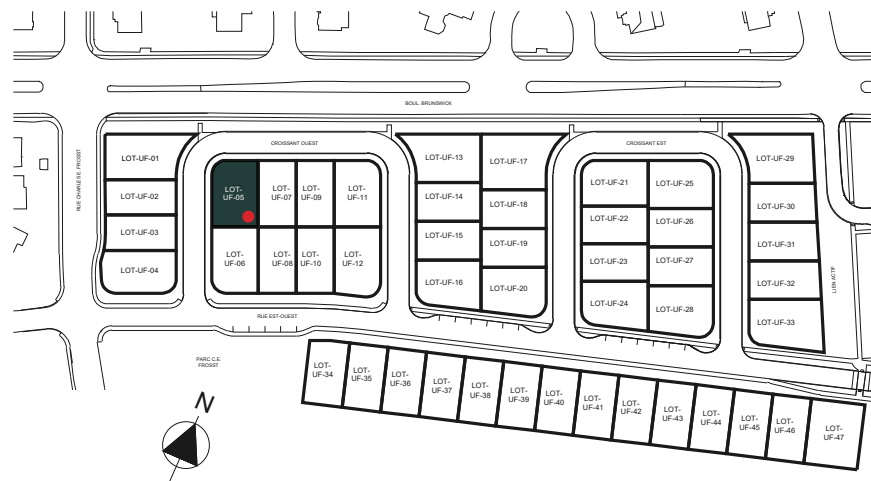 BOUL. BRUNSWICK
RUE CHARLES E. FROSST
CROISSANT OUEST
CROISSANT EST
LOT-UF-01
LOT-UF-02
LOT-UF-03
LOT-UF-04
LOT-
UF-05
LOT-
UF-07
LOT-
UF-09
LOT-
UF-11
LOT-
UF-06
LOT-
UF-08
LOT-
UF-10
LOT-
UF-12
LOT-UF-13
LOT-UF-14
LOT-UF-15
LOT-UF-16
LOT-UF-17
LOT-UF-18
LOT-UF-19
LOT-UF-20
LOT-UF-21
LOT-UF-22
LOT-UF-23
LOT-UF-24
LOT-UF-25
LOT-UF-26
LOT-UF-27
LOT-UF-28
LOT-UF-29
LOT-UF-30
LOT-UF-31
LOT-UF-32
LOT-UF-33
LIEN ACTIF
RUE EST-OUEST
PARC C.E.
FROSST
LOT-
UF-34
LOT-
UF-35
LOT-
UF-36
LOT-
UF-37
LOT-
UF-38
LOT-
UF-39
LOT-
UF-40
LOT-
UF-41
LOT-
UF-42
LOT-
UF-43
LOT-
UF-44
LOT-
UF-45
LOT-
UF-46
LOT-
UF-47
N